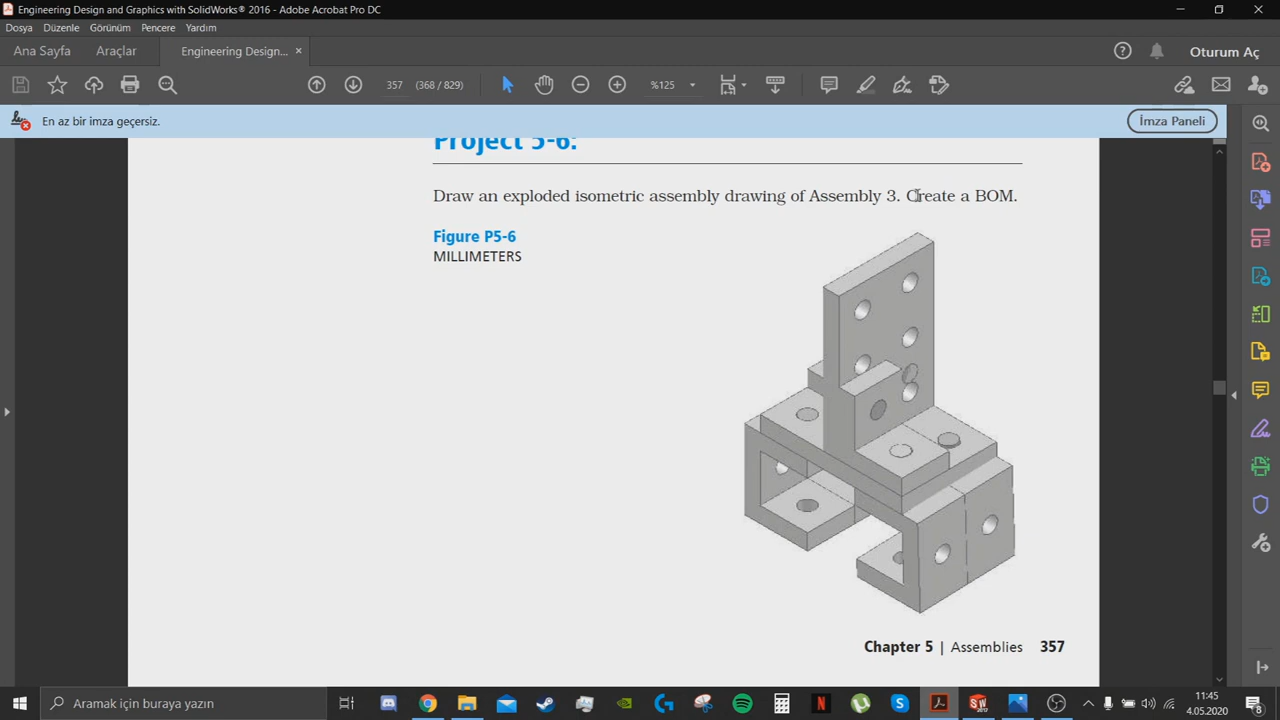 Engineering Design and Graphics with SolidWorks® 2016 - Adobe Acrobat Pro DC
Dosya Düzenle Görünüm Pencere Yardım
Ana Sayfa Araçlar Engineering Design... × Oturum Aç
357 (368 / 829) %125
En az bir imza geçersiz. İmza Paneli
Project 5-6:
Draw an exploded isometric assembly drawing of Assembly 3. Create a BOM.
Figure P5-6
MILLIMETERS
Chapter 5 | Assemblies 357
Aramak için buraya yazın
11:45
4.05.2020
8